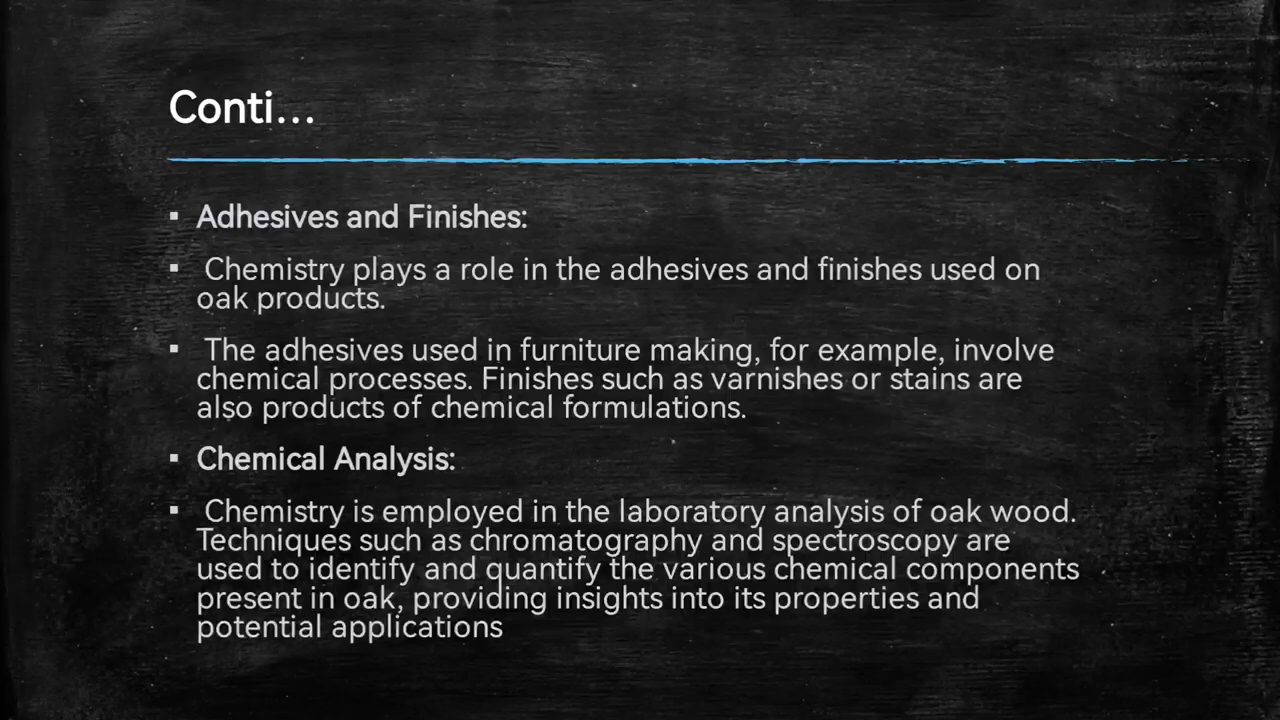 Conti...
▪ Adhesives and Finishes:
▪ Chemistry plays a role in the adhesives and finishes used on
oak products.
▪ The adhesives used in furniture making, for example, involve
chemical processes. Finishes such as varnishes or stains are
also products of chemical formulations.
▪ Chemical Analysis:
▪ Chemistry is employed in the laboratory analysis of oak wood.
Techniques such as chromatography and spectroscopy are
used to identify and quantify the various chemical components
present in oak, providing insights into its properties and
potential applications